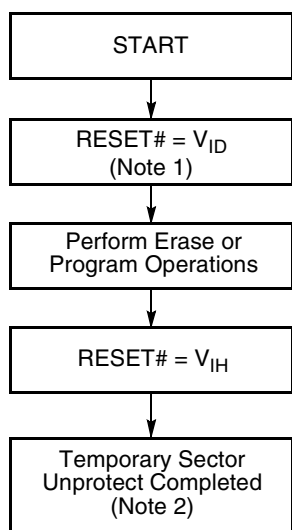 START
RESET# = VID
(Note 1)
Perform Erase or
Program Operations
RESET# = VIH
Temporary Sector
Unprotect Completed
(Note 2)